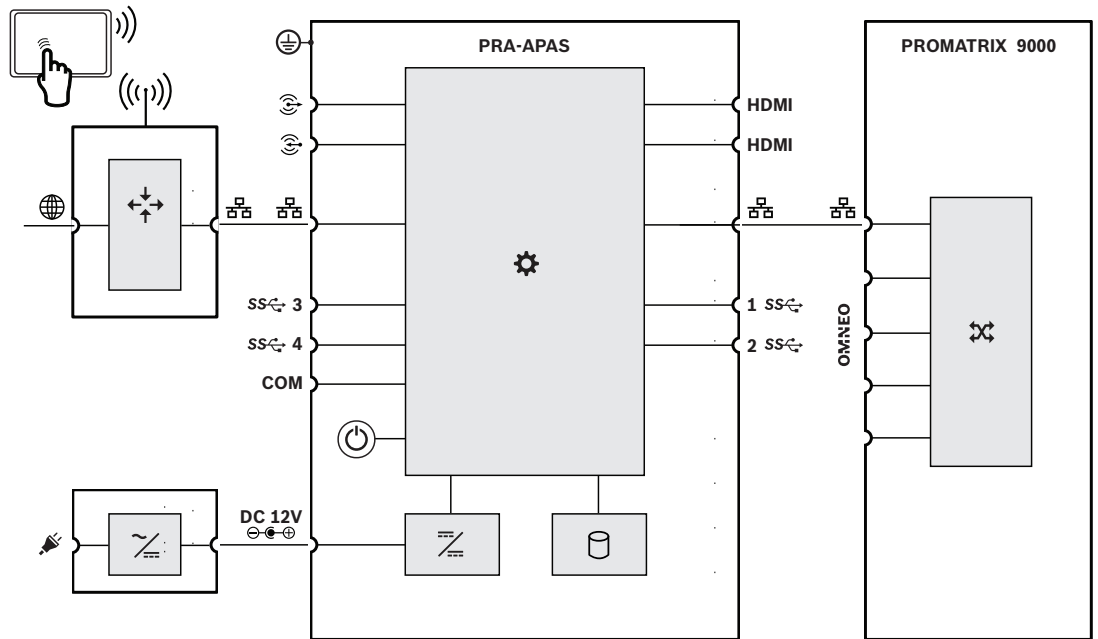 PRA-APAS
PROMATRIX 9000
HDMI
HDMI
SS 3
1 SS
SS 4
2 SS
OMNEO
COM
DC 12V